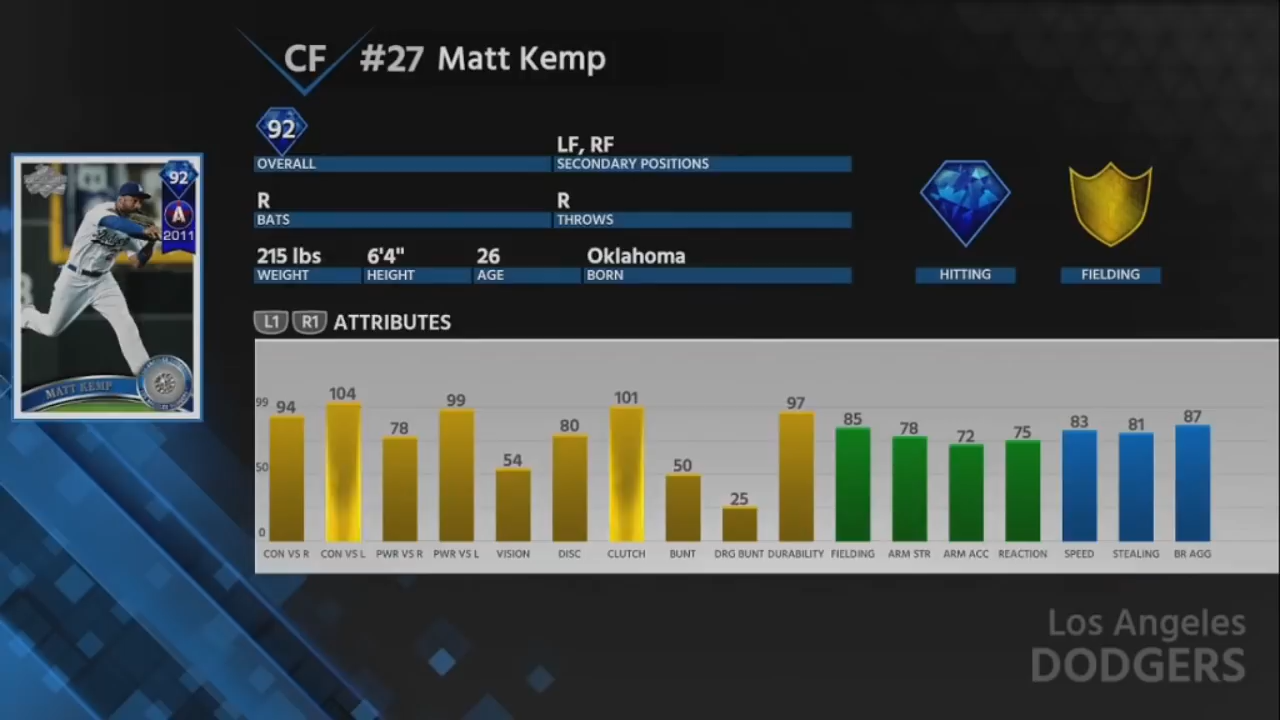 CF #27 Matt Kemp
92
OVERALL
LF, RF
SECONDARY POSITIONS
R
BATS
R
THROWS
215 lbs
WEIGHT
6'4"
HEIGHT
26
AGE
Oklahoma
BORN
HITTING
FIELDING
92
A
2011
MATT KEMP
L1 R1 ATTRIBUTES
99
50
0
94 104 78 99 54 80 101 50 25 97 85 78 72 75 83 81 87
CON VS R CON VS L PWR VS R PWR VS L VISION DISC CLUTCH BUNT DRG BUNT DURABILITY FIELDING ARM STR ARM ACC REACTION SPEED STEALING BR AGG
Los Angeles
DODGERS